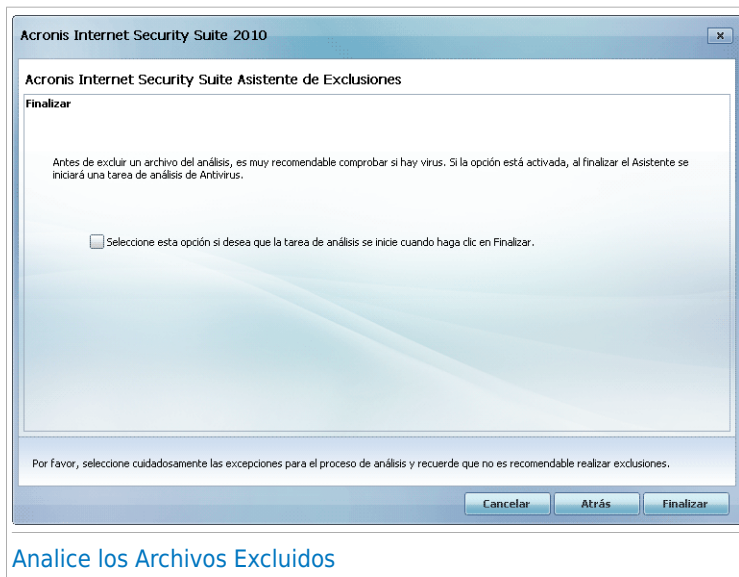 Acronis Internet Security Suite 2010
x
Acronis Internet Security Suite Asistente de Exclusiones
Finalizar
Antes de excluir un archivo del análisis, es muy recomendable comprobar si hay virus. Si la opción está activada, al finalizar el Asistente se
iniciará una tarea de análisis de Antivirus.
Seleccione esta opción si desea que la tarea de análisis se inicie cuando haga clic en Finalizar.
Por favor, seleccione cuidadosamente las excepciones para el proceso de análisis y recuerde que no es recomendable realizar exclusiones.
Cancelar Atrás Finalizar
Analice los Archivos Excluidos